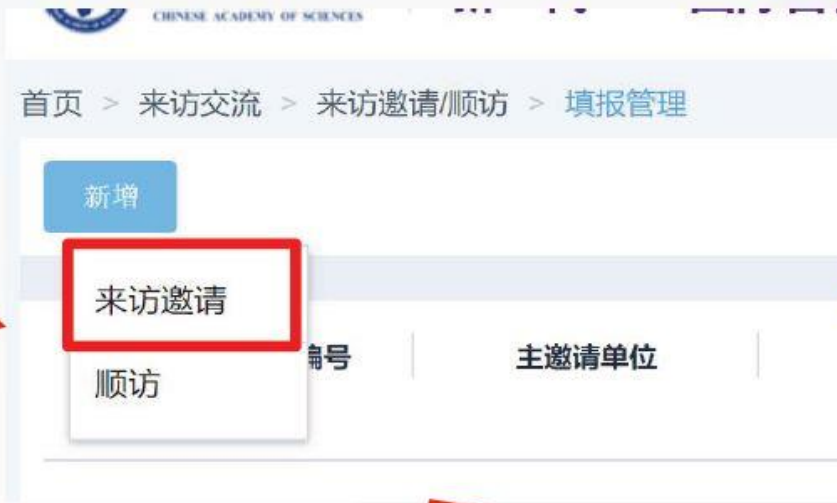 CHINESE ACADEMY OF SCIENCES
首页 > 来访交流 > 来访邀请/顺访 > 填报管理
新增
来访邀请
编号 主邀请单位
顺访